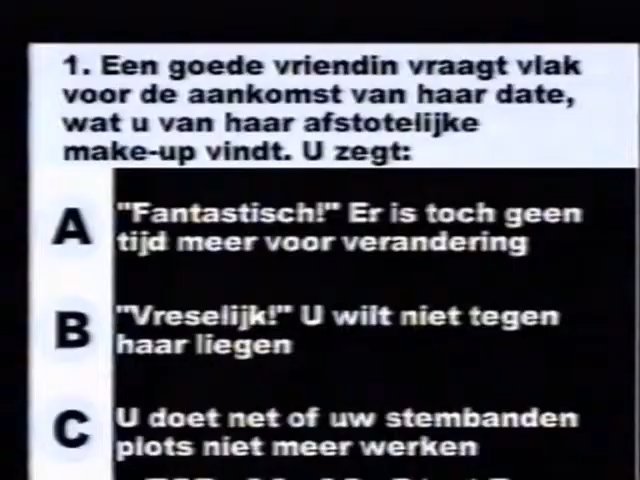 1. Een goede vriendin vraagt vlak
voor de aankomst van haar date,
wat u van haar afstotelijke
make-up vindt. U zegt:
A "Fantastisch!" Er is toch geen
tijd meer voor verandering
B "Vreselijk!" U wilt niet tegen
haar liegen
C U doet net of uw stembanden
plots niet meer werken